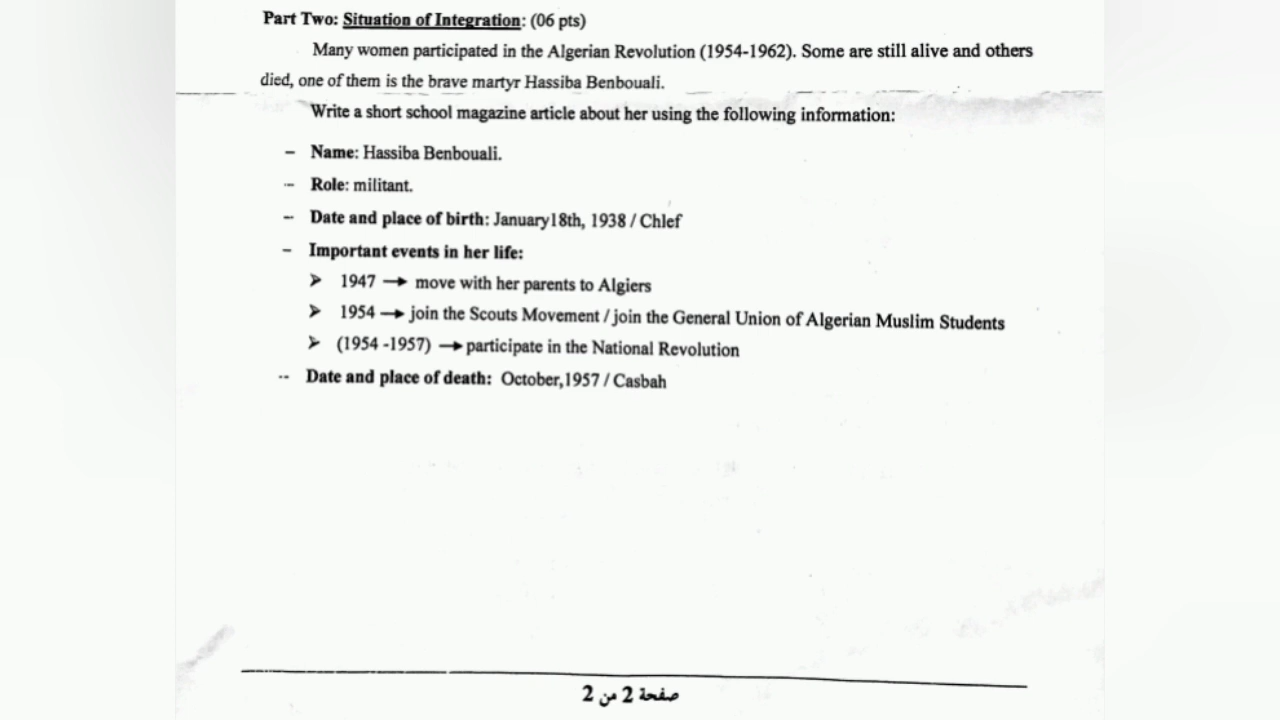 Part Two: Situation of Integration: (06 pts)
Many women participated in the Algerian Revolution (1954-1962). Some are still alive and others
died, one of them is the brave martyr Hassiba Benbouali.
Write a short school magazine article about her using the following information:
– Name: Hassiba Benbouali.
– Role: militant.
– Date and place of birth: January18th, 1938 / Chlef
– Important events in her life:
➢ 1947 → move with her parents to Algiers
➢ 1954 → join the Scouts Movement / join the General Union of Algerian Muslim Students
➢ (1954 -1957) → participate in the National Revolution
-- Date and place of death: October,1957 / Casbah
صفحة 2 من 2